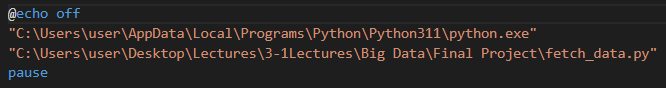 @echo off
"C:\Users\user\AppData\Local\Programs\Python\Python311\python.exe"
"C:\Users\user\Desktop\Lectures\3-1Lectures\Big Data\Final Project\fetch_data.py"
pause